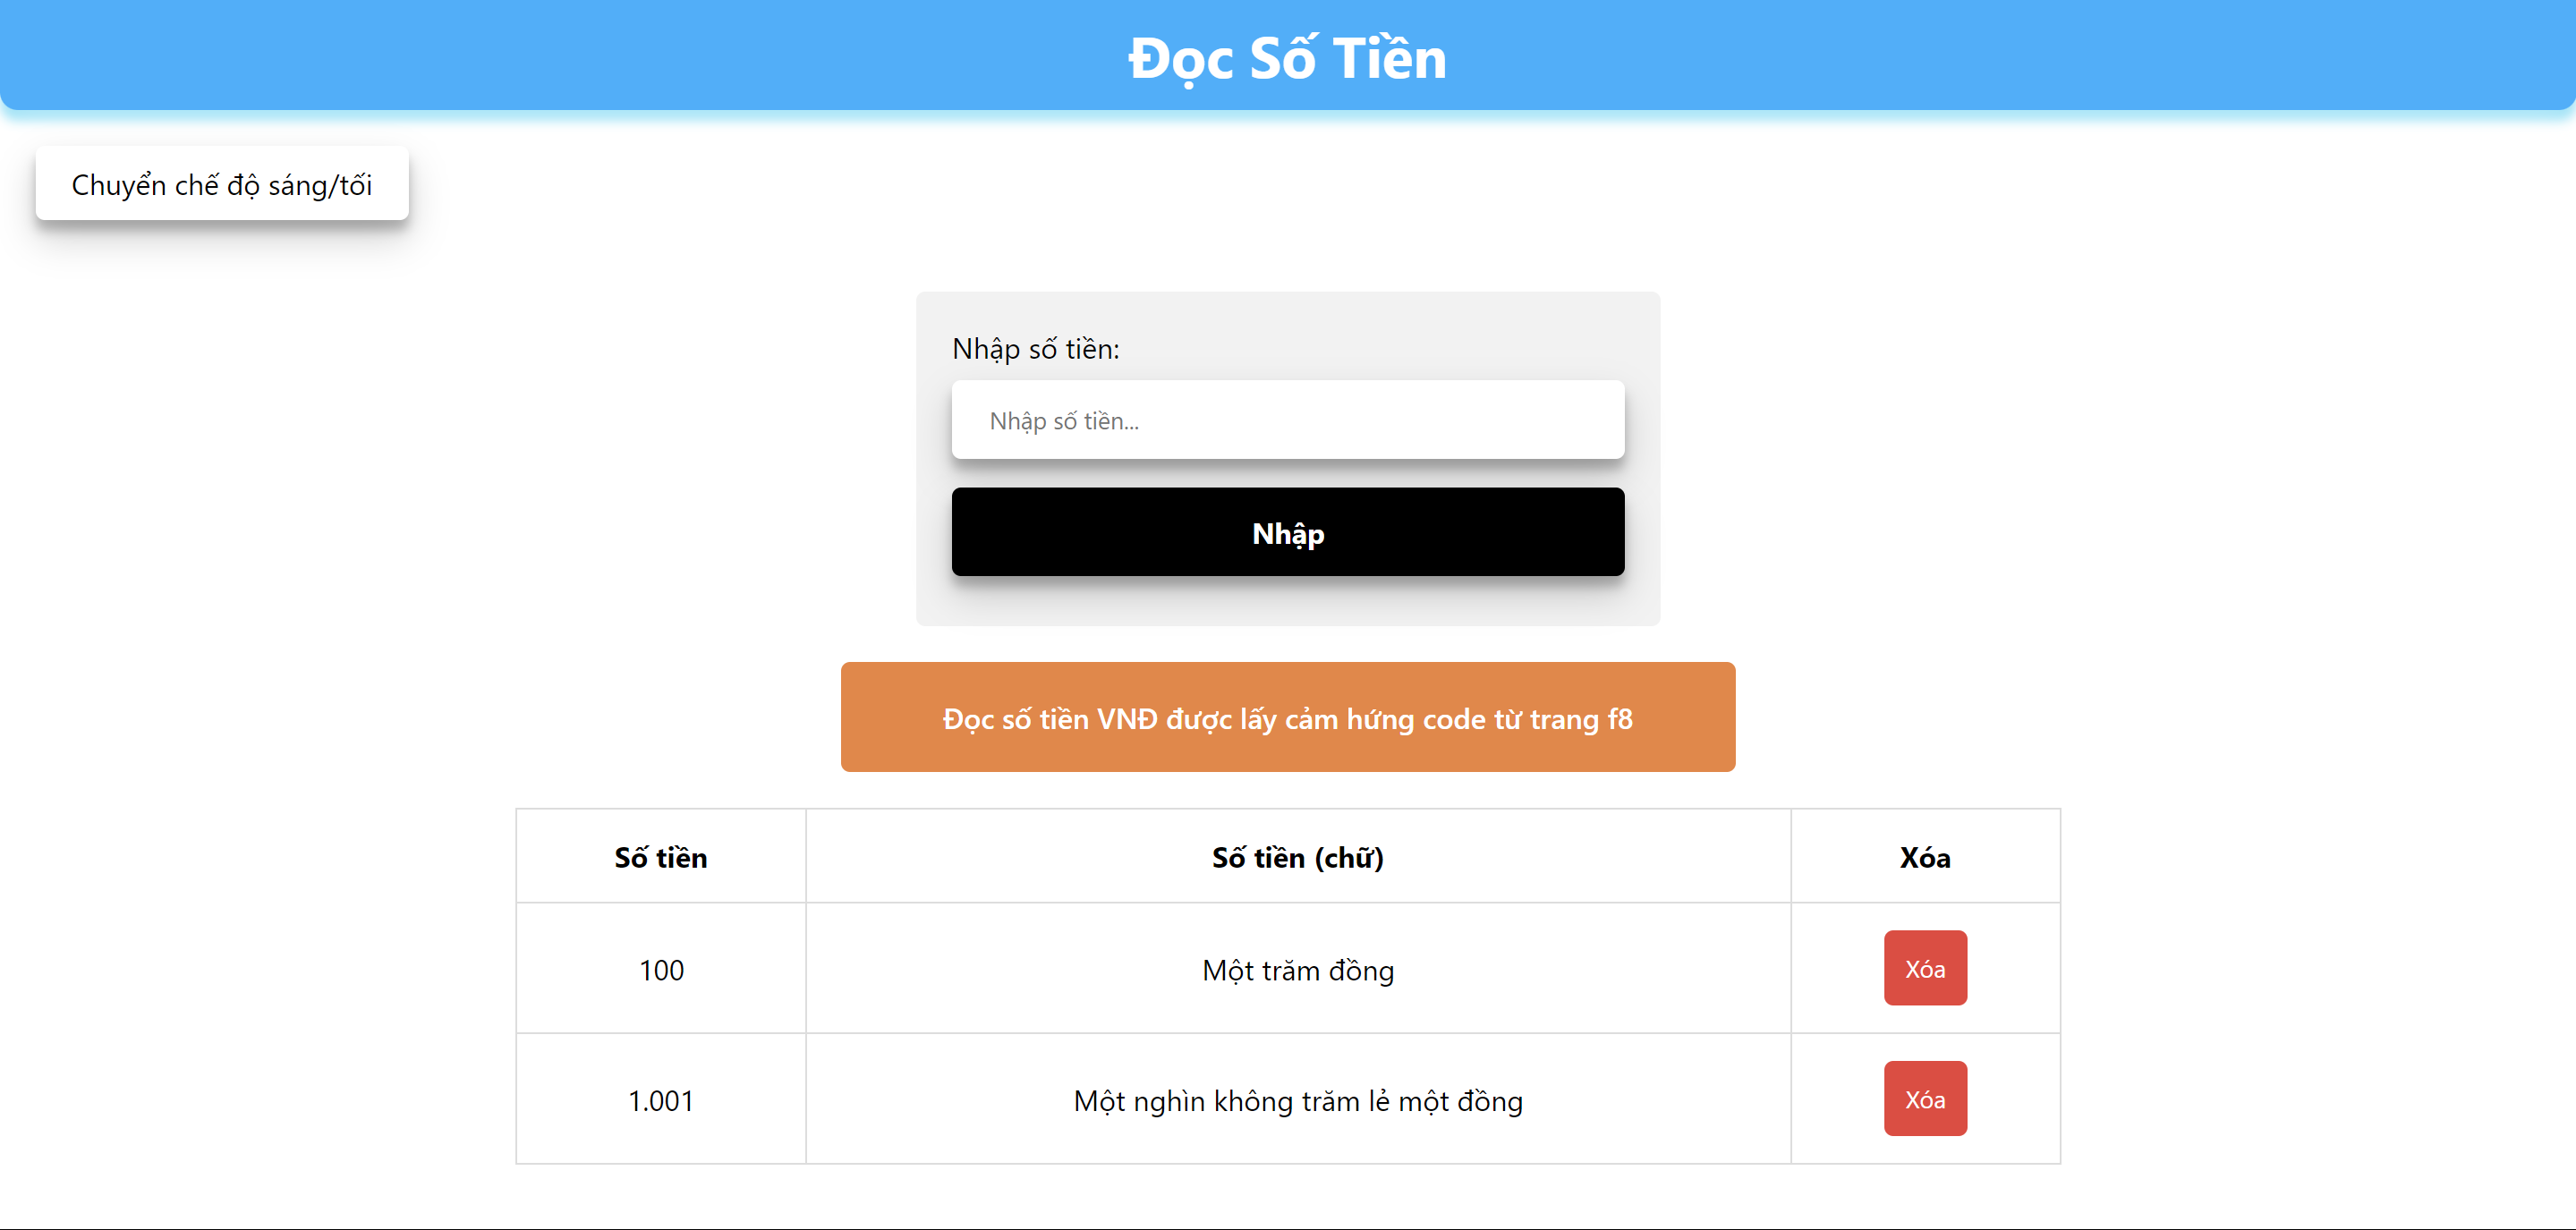 Đọc Số Tiền
Chuyển chế độ sáng/tối
Nhập số tiền:
Nhập số tiền...
Nhập
Đọc số tiền VNĐ được lấy cảm hứng code từ trang f8
Số tiền Số tiền (chữ) Xóa
100 Một trăm đồng Xóa
1.001 Một nghìn không trăm lẻ một đồng Xóa